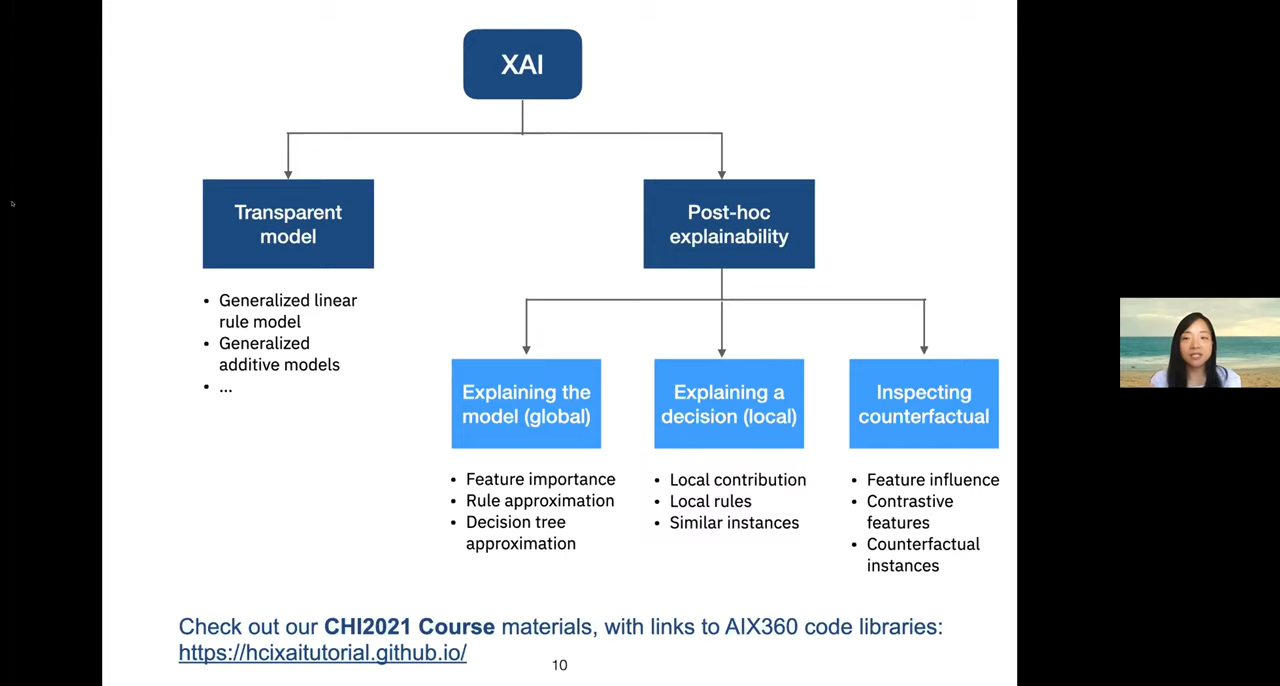 XAI
Transparent
model
Post-hoc
explainability
• Generalized linear
rule model
• Generalized
additive models
• ...
Explaining the
model (global)
Explaining a
decision (local)
Inspecting
counterfactual
• Feature importance
• Rule approximation
• Decision tree
approximation
• Local contribution
• Local rules
• Similar instances
• Feature influence
• Contrastive
features
• Counterfactual
instances
Check out our CHI2021 Course materials, with links to AIX360 code libraries:
https://hcixaitutorial.github.io/
10